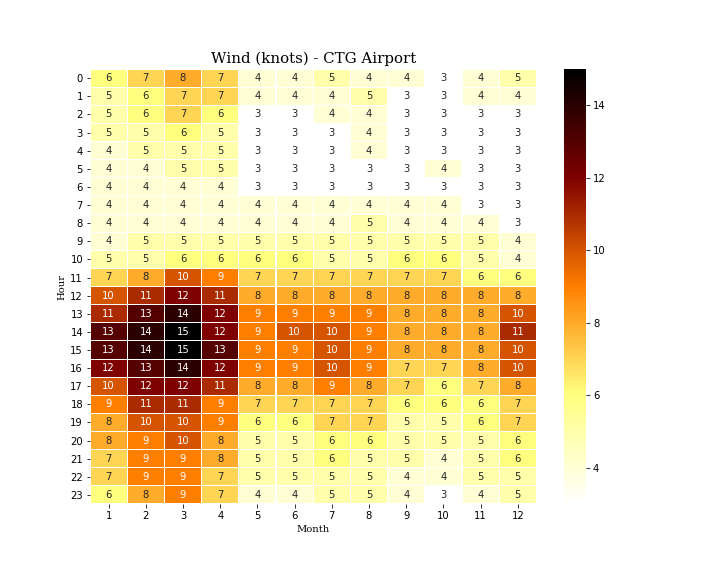 Wind (knots) - CTG Airport
0 6 7 8 7 4 4 5 4 4 3 4 5
1 5 6 7 7 4 4 4 5 3 3 4 4
2 5 6 7 6 3 3 4 4 3 3 3 3
3 5 5 6 5 3 3 3 4 3 3 3 3
4 4 5 5 5 3 3 3 4 3 3 3 3
5 4 4 5 5 3 3 3 3 3 4 3 3
6 4 4 4 4 3 3 3 3 3 3 3 3
7 4 4 4 4 4 4 4 4 4 4 3 3
8 4 4 4 4 4 4 4 5 4 4 4 3
9 4 5 5 5 5 5 5 5 5 5 5 4
10 5 5 6 6 6 6 5 5 6 6 5 4
11 7 8 10 9 7 7 7 7 7 7 6 6
12 10 11 12 11 8 8 8 8 8 8 8 8
13 11 13 14 12 9 9 9 9 8 8 8 10
14 13 14 15 12 9 10 10 9 8 8 8 11
15 13 14 15 13 9 9 10 9 8 8 8 10
16 12 13 14 12 9 9 10 9 7 7 8 10
17 10 12 12 11 8 8 9 8 7 6 7 8
18 9 11 11 9 7 7 7 7 6 6 6 7
19 8 10 10 9 6 6 7 7 5 5 6 7
20 8 9 10 8 5 5 6 6 5 5 5 6
21 7 9 9 8 5 5 6 5 5 4 5 6
22 7 9 9 7 5 5 5 5 4 4 5 5
23 6 8 9 7 4 4 5 5 4 3 4 5
1 2 3 4 5 6 7 8 9 10 11 12
Month
Hour
14
12
10
8
6
4